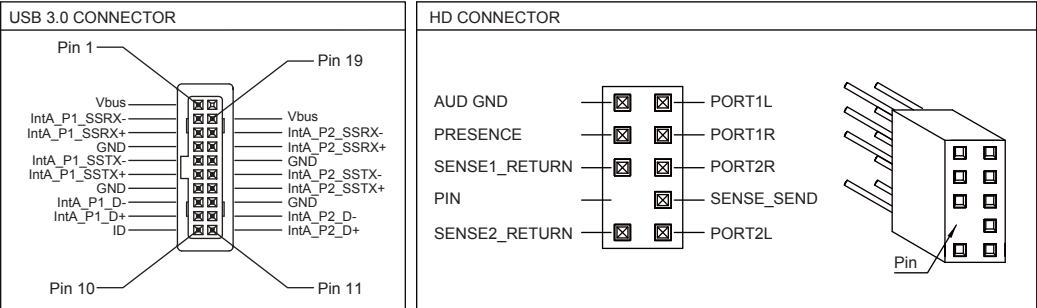 USB 3.0 CONNECTOR
Pin 1
Pin 19
Vbus
IntA_P1_SSRX-
IntA_P1_SSRX+
GND
IntA_P1_SSTX-
IntA_P1_SSTX+
GND
IntA_P1_D-
IntA_P1_D+
ID
Vbus
IntA_P2_SSRX-
IntA_P2_SSRX+
GND
IntA_P2_SSTX-
IntA_P2_SSTX+
GND
IntA_P2_D-
IntA_P2_D+
Pin 10
Pin 11
HD CONNECTOR
AUD GND
PORT1L
PRESENCE
PORT1R
SENSE1_RETURN
PORT2R
PIN
SENSE_SEND
SENSE2_RETURN
PORT2L
Pin